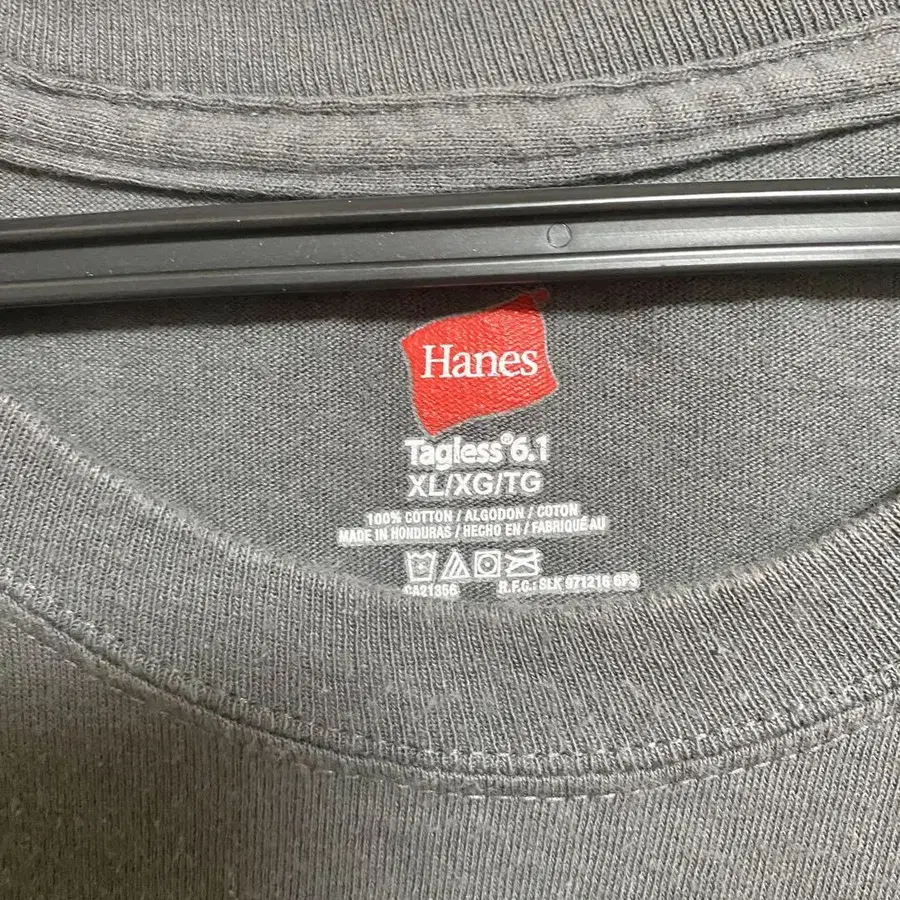 Hanes
Tagless® 6.1
XL/XG/TG
100% COTTON / ALGODON / COTON
MADE IN HONDURAS / HECHO EN / FABRIQUÉ AU
CA21356 R.F.C.: SLK 971216 6P3